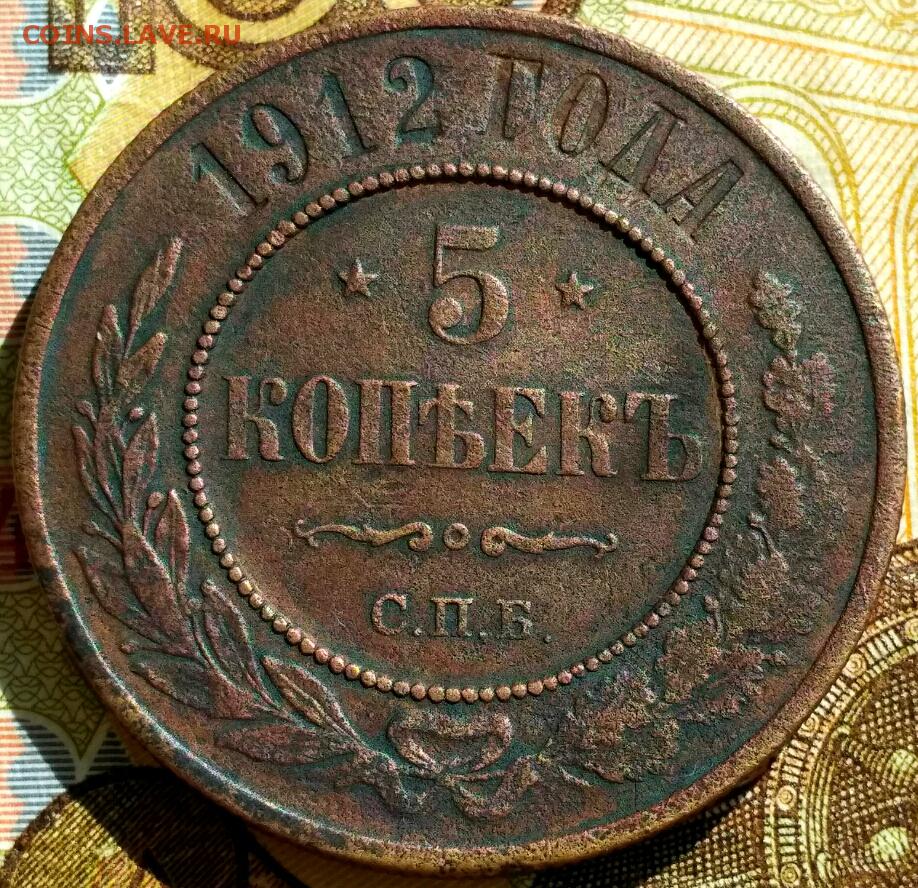 COINS.LAVE.RU
1912 ГОДА
5
КОПѢЕКЪ
С.П.Б.